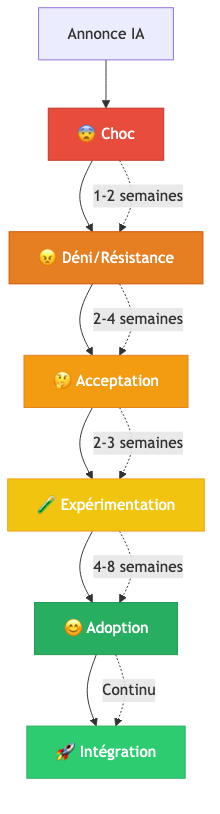 Annonce IA
😨 Choc
1-2 semaines
😠 Déni/Résistance
2-4 semaines
🤔 Acceptation
2-3 semaines
🧪 Expérimentation
4-8 semaines
😊 Adoption
Continu
🚀 Intégration